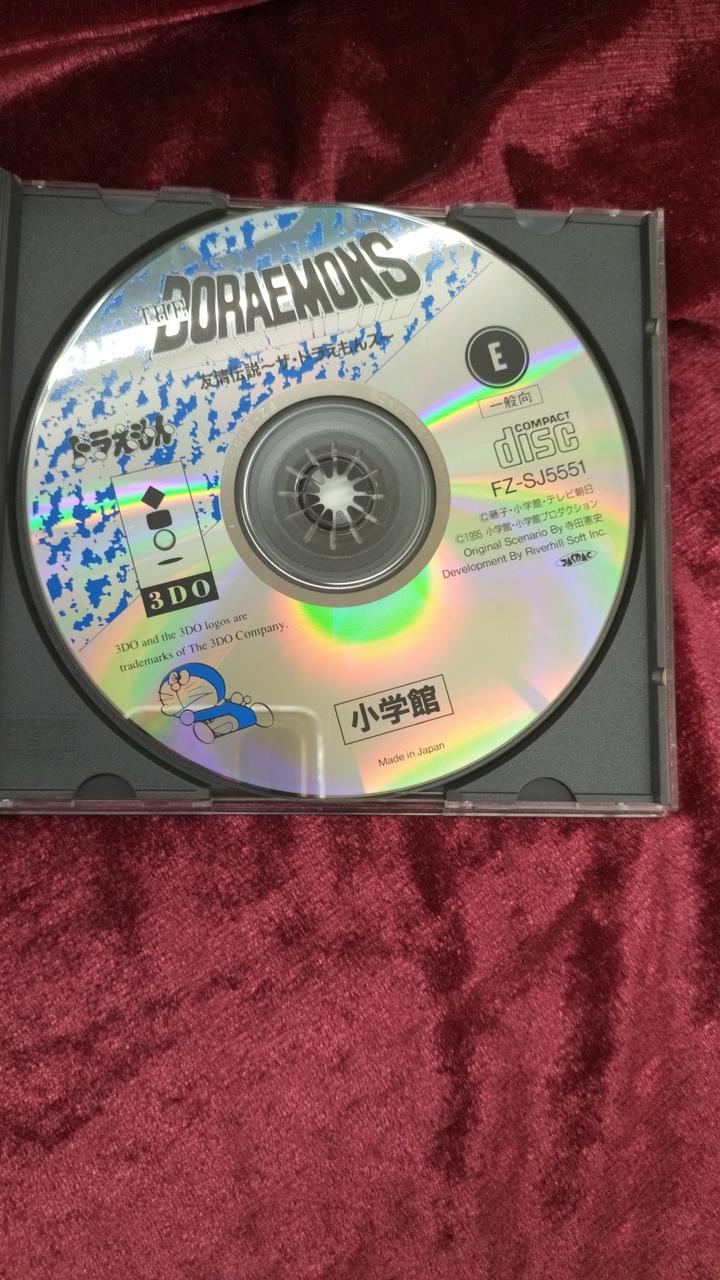 THE DORAEMONS
友情伝説〜ザ・ドラえもんズ〜
ドラえもん
3DO
3DO and the 3DO logos are
trademarks of The 3DO Company.
E
一般向
COMPACT
disc
FZ-SJ5551
©藤子・小学館・テレビ朝日
©1995 小学館・小学館プロダクション
Original Scenario By 寺田憲史
Development By Riverhill Soft Inc.
JASRAC
小学館
Made in Japan